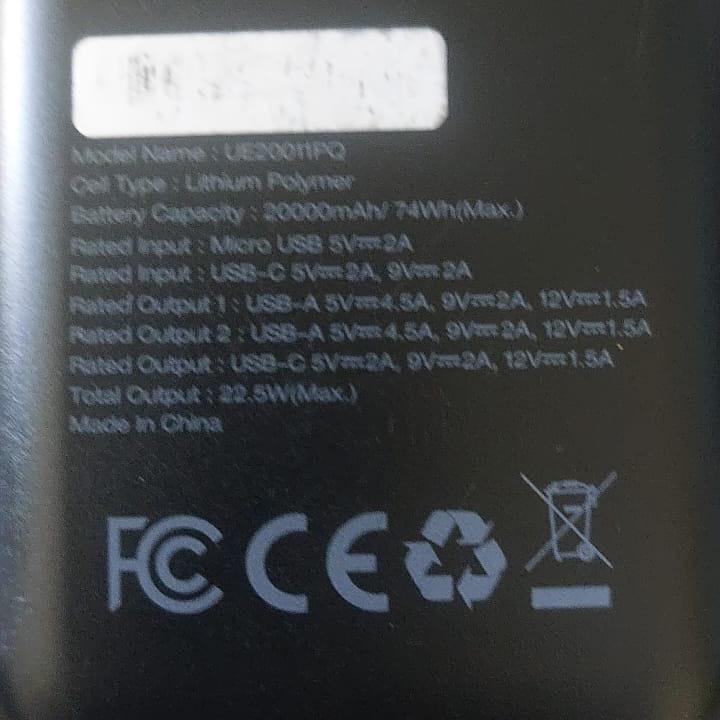 Model Name : UE20011PQ
Cell Type : Lithium Polymer
Battery Capacity : 20000mAh/ 74Wh(Max.)
Rated Input : Micro USB 5V⎓2A
Rated Input : USB-C 5V⎓2A, 9V⎓2A
Rated Output 1 : USB-A 5V⎓4.5A, 9V⎓2A, 12V⎓1.5A
Rated Output 2 : USB-A 5V⎓4.5A, 9V⎓2A, 12V⎓1.5A
Rated Output : USB-C 5V⎓2A, 9V⎓2A, 12V⎓1.5A
Total Output : 22.5W(Max.)
Made in China
FC CE